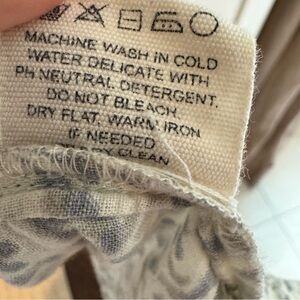 MACHINE WASH IN COLD
WATER DELICATE WITH
PH NEUTRAL DETERGENT.
DO NOT BLEACH
DRY FLAT, WARM IRON
IF NEEDED
CLEAN